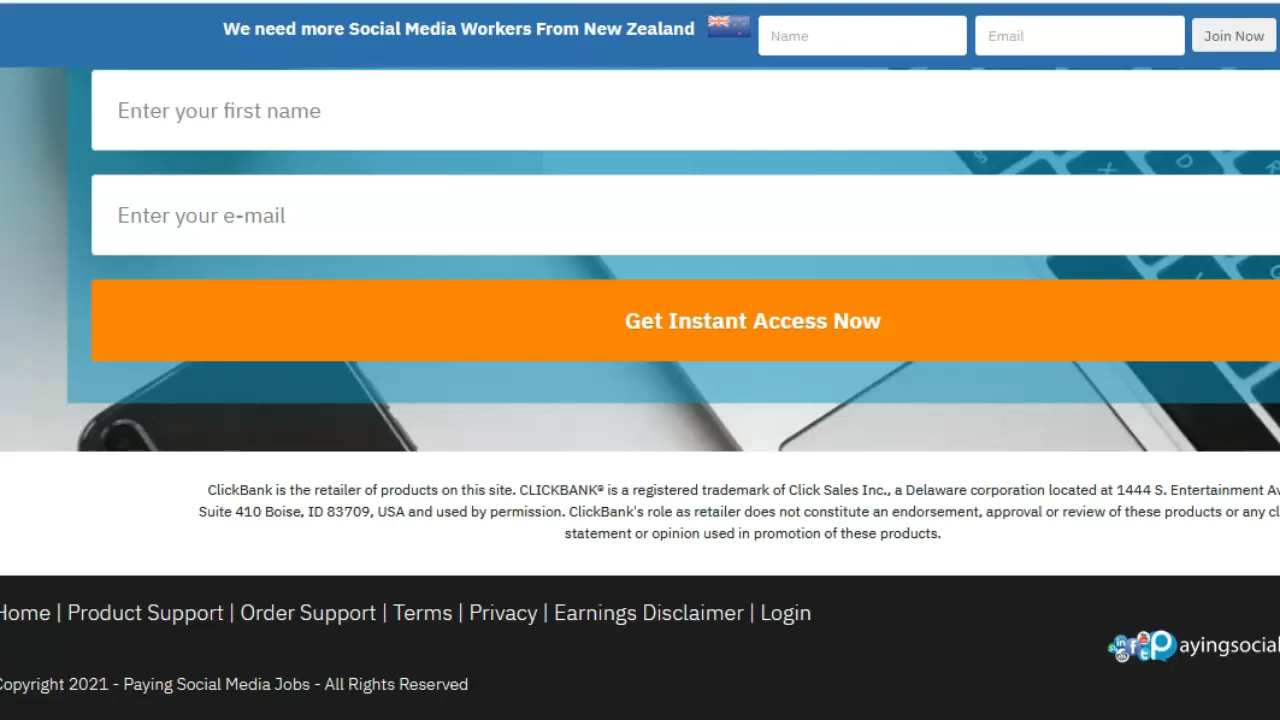 We need more Social Media Workers From New Zealand Name Email Join Now
Enter your first name
Enter your e-mail
Get Instant Access Now
ClickBank is the retailer of products on this site. CLICKBANK® is a registered trademark of Click Sales Inc., a Delaware corporation located at 1444 S. Entertainment
Suite 410 Boise, ID 83709, USA and used by permission. ClickBank's role as retailer does not constitute an endorsement, approval or review of these products or any
statement or opinion used in promotion of these products.
Home | Product Support | Order Support | Terms | Privacy | Earnings Disclaimer | Login
Payingsocial
Copyright 2021 - Paying Social Media Jobs - All Rights Reserved